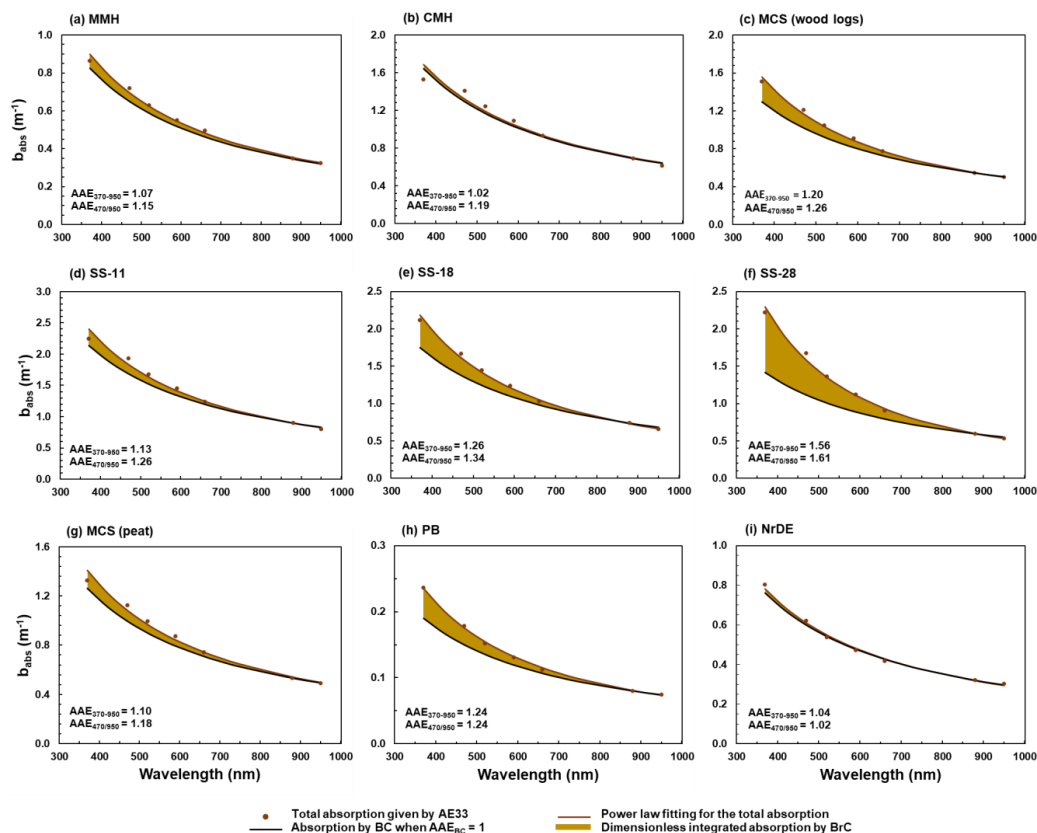 (a) MMH
1.0
0.8
0.6
0.4
0.2
0.0
b_abs (m⁻¹)
AAE₃₇₀₋₉₅₀ = 1.07
AAE₄₇₀/₉₅₀ = 1.15
300 400 500 600 700 800 900 1000
(b) CMH
2.0
1.6
1.2
0.8
0.4
0.0
AAE₃₇₀₋₉₅₀ = 1.02
AAE₄₇₀/₉₅₀ = 1.19
300 400 500 600 700 800 900 1000
(c) MCS (wood logs)
2.0
1.6
1.2
0.8
0.4
0.0
AAE₃₇₀₋₉₅₀ = 1.20
AAE₄₇₀/₉₅₀ = 1.26
300 400 500 600 700 800 900 1000
(d) SS-11
3.0
2.5
2.0
1.5
1.0
0.5
0.0
b_abs (m⁻¹)
AAE₃₇₀₋₉₅₀ = 1.13
AAE₄₇₀/₉₅₀ = 1.26
300 400 500 600 700 800 900 1000
(e) SS-18
2.5
2.0
1.5
1.0
0.5
0.0
AAE₃₇₀₋₉₅₀ = 1.26
AAE₄₇₀/₉₅₀ = 1.34
300 400 500 600 700 800 900 1000
(f) SS-28
2.5
2.0
1.5
1.0
0.5
0.0
AAE₃₇₀₋₉₅₀ = 1.56
AAE₄₇₀/₉₅₀ = 1.61
300 400 500 600 700 800 900 1000
(g) MCS (peat)
1.6
1.2
0.8
0.4
0.0
b_abs (m⁻¹)
AAE₃₇₀₋₉₅₀ = 1.10
AAE₄₇₀/₉₅₀ = 1.18
300 400 500 600 700 800 900 1000
Wavelength (nm)
(h) PB
0.3
0.2
0.1
0.0
AAE₃₇₀₋₉₅₀ = 1.24
AAE₄₇₀/₉₅₀ = 1.24
300 400 500 600 700 800 900 1000
Wavelength (nm)
(i) NrDE
1.0
0.8
0.6
0.4
0.2
0.0
AAE₃₇₀₋₉₅₀ = 1.04
AAE₄₇₀/₉₅₀ = 1.02
300 400 500 600 700 800 900 1000
Wavelength (nm)
Total absorption given by AE33
Power law fitting for the total absorption
Absorption by BC when AAE_BC = 1
Dimensionless integrated absorption by BrC